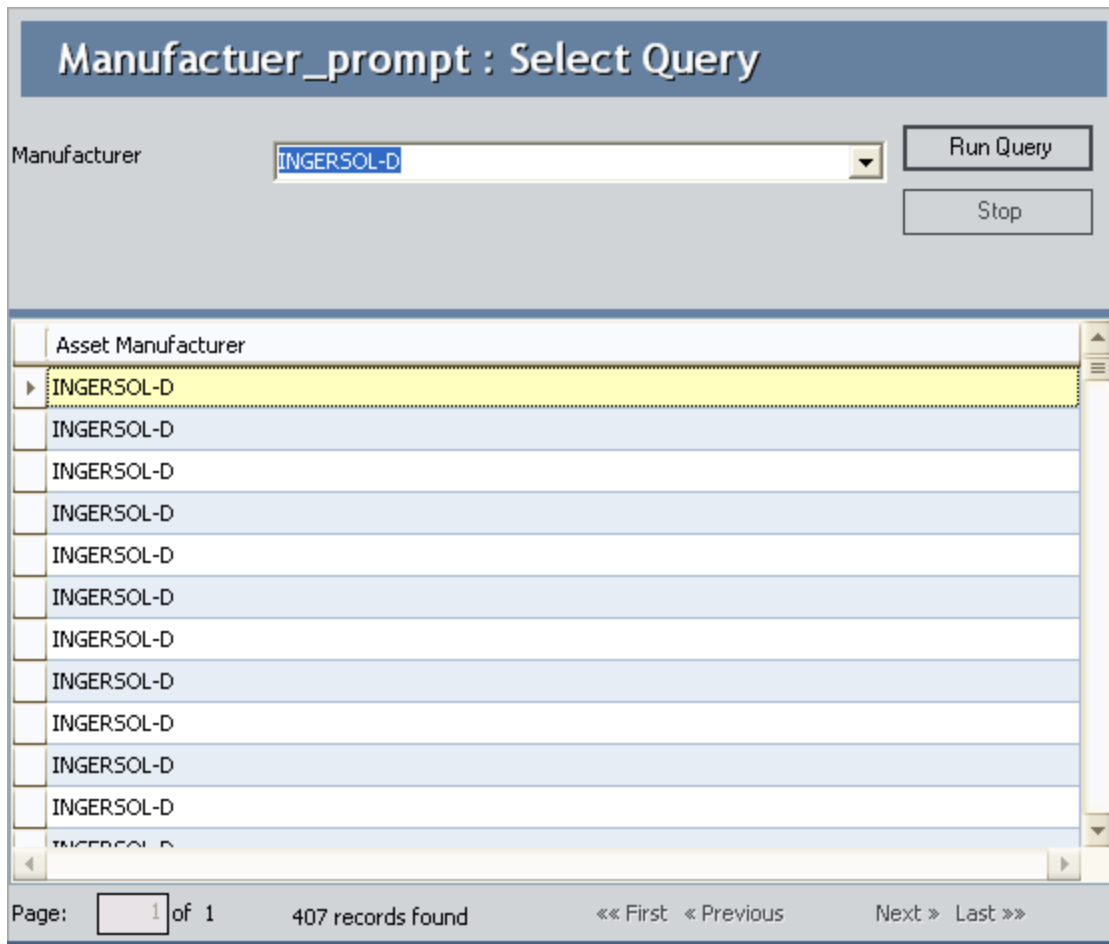 Manufactuer_prompt : Select Query
Manufacturer INGERSOL-D Run Query
Stop
Asset Manufacturer
INGERSOL-D
INGERSOL-D
INGERSOL-D
INGERSOL-D
INGERSOL-D
INGERSOL-D
INGERSOL-D
INGERSOL-D
INGERSOL-D
INGERSOL-D
INGERSOL-D
INGERSOL-D
Page: 1 of 1 407 records found «« First « Previous Next » Last »»